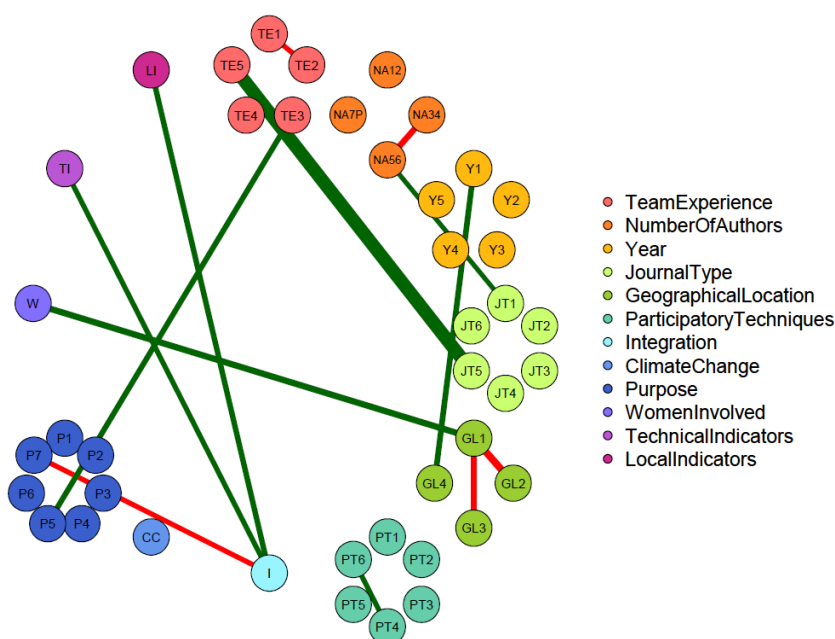 TE1
TE5
TE2
TE4
TE3
LI
NA12
NA7P
NA34
NA56
TI
Y1
Y5
Y2
Y4
Y3
W
JT1
JT6
JT2
JT5
JT3
JT4
P1
P7
P2
P6
P3
P5
P4
CC
I
GL1
GL4
GL2
GL3
PT1
PT6
PT2
PT5
PT3
PT4
TeamExperience
NumberOfAuthors
Year
JournalType
GeographicalLocation
ParticipatoryTechniques
Integration
ClimateChange
Purpose
WomenInvolved
TechnicalIndicators
LocalIndicators